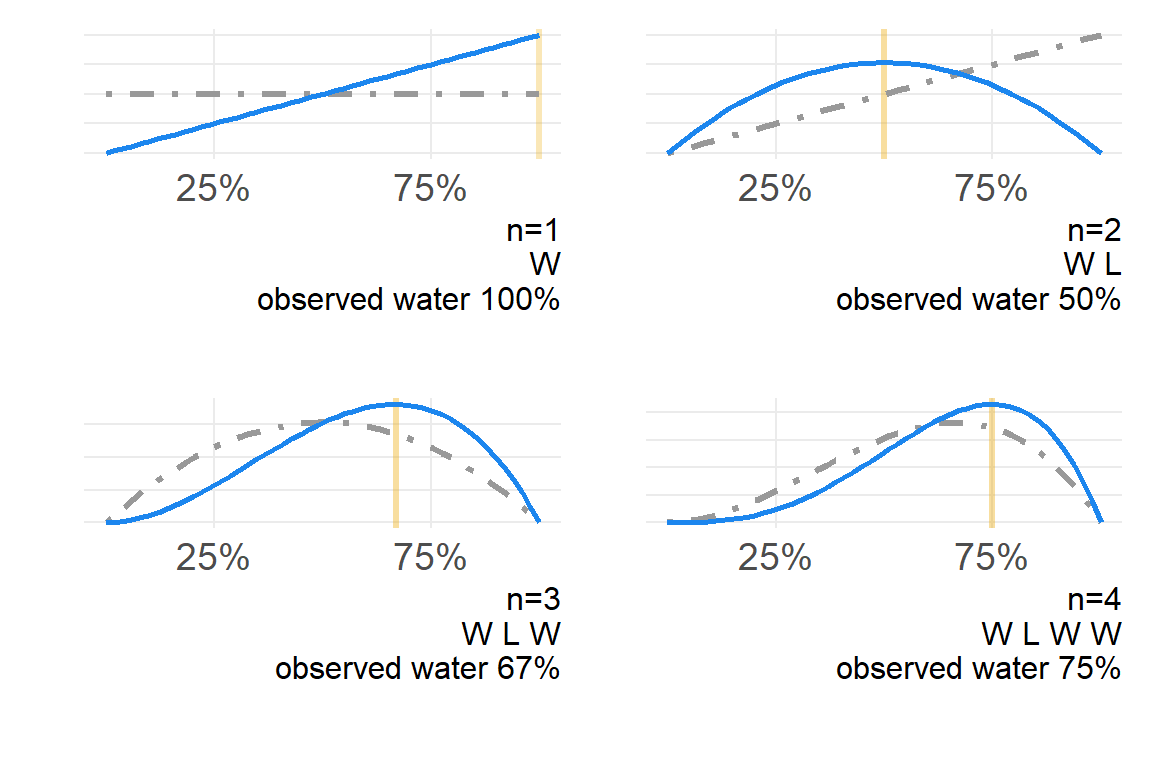 25% 75%
n=1
W
observed water 100%
25% 75%
n=2
W L
observed water 50%
25% 75%
n=3
W L W
observed water 67%
25% 75%
n=4
W L W W
observed water 75%